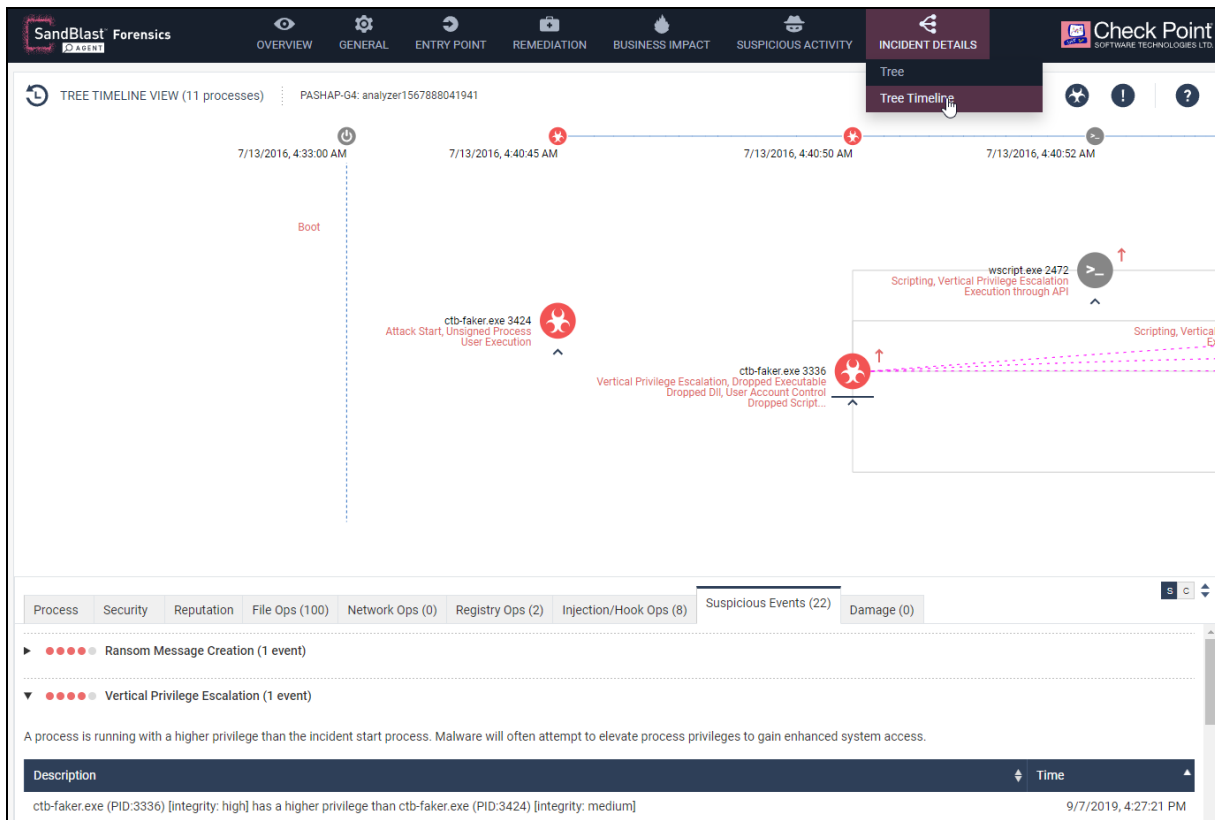 SandBlast Forensics
AGENT
OVERVIEW
GENERAL
ENTRY POINT
REMEDIATION
BUSINESS IMPACT
SUSPICIOUS ACTIVITY
INCIDENT DETAILS
Check Point
SOFTWARE TECHNOLOGIES LTD.
Tree
Tree Timeline
TREE TIMELINE VIEW (11 processes)
PASHAP-G4: analyzer1567888041941
!
?
7/13/2016, 4:33:00 AM
7/13/2016, 4:40:45 AM
7/13/2016, 4:40:50 AM
7/13/2016, 4:40:52 AM
Boot
wscript.exe 2472
Scripting, Vertical Privilege Escalation
Execution through API
ctb-faker.exe 3424
Attack Start, Unsigned Process
User Execution
Scripting, Vertical
ctb-faker.exe 3336
Vertical Privilege Escalation, Dropped Executable
Dropped Dll, User Account Control
Dropped Script...
S C
Process
Security
Reputation
File Ops (100)
Network Ops (0)
Registry Ops (2)
Injection/Hook Ops (8)
Suspicious Events (22)
Damage (0)
Ransom Message Creation (1 event)
Vertical Privilege Escalation (1 event)
A process is running with a higher privilege than the incident start process. Malware will often attempt to elevate process privileges to gain enhanced system access.
Description
Time
ctb-faker.exe (PID:3336) [integrity: high] has a higher privilege than ctb-faker.exe (PID:3424) [integrity: medium]
9/7/2019, 4:27:21 PM